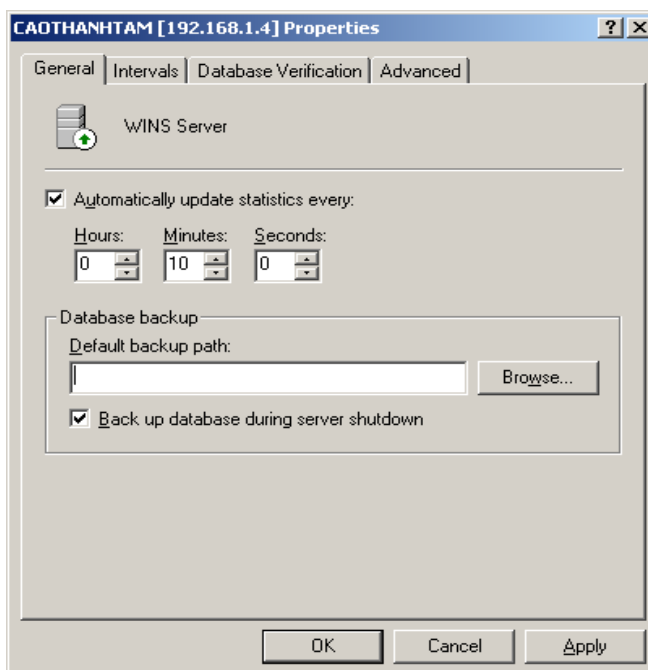 CAOTHANHTAM [192.168.1.4] Properties
General Intervals Database Verification Advanced
WINS Server
Automatically update statistics every:
Hours: Minutes: Seconds:
0 10 0
Database backup
Default backup path:
Browse...
Back up database during server shutdown
OK Cancel Apply